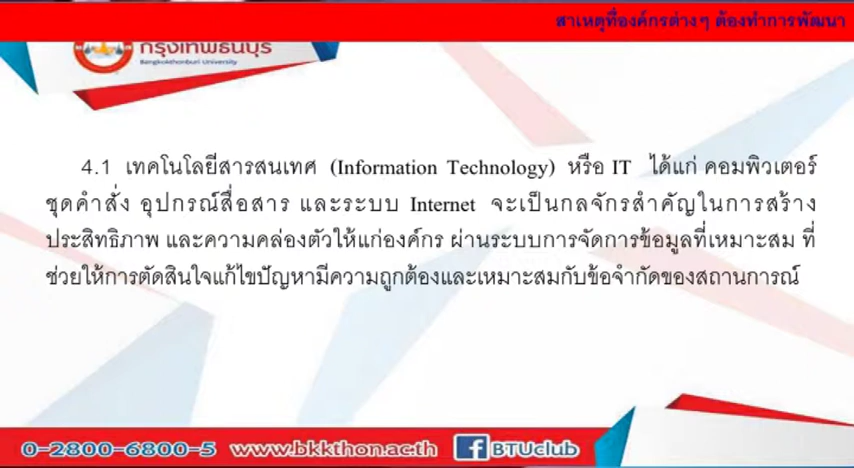 สาเหตุที่องค์กรต่างๆ ต้องทำการพัฒนา
กรุงเทพธนบุรี
Bangkokthonburi University
4.1 เทคโนโลยีสารสนเทศ (Information Technology) หรือ IT ได้แก่ คอมพิวเตอร์
ชุดคำสั่ง อุปกรณ์สื่อสาร และระบบ Internet จะเป็นกลจักรสำคัญในการสร้าง
ประสิทธิภาพ และความคล่องตัวให้แก่องค์กร ผ่านระบบการจัดการข้อมูลที่เหมาะสม ที่
ช่วยให้การตัดสินใจแก้ไขปัญหามีความถูกต้องและเหมาะสมกับข้อจำกัดของสถานการณ์
0-2800-6800-5 www.bkkthon.ac.th f BTUclub